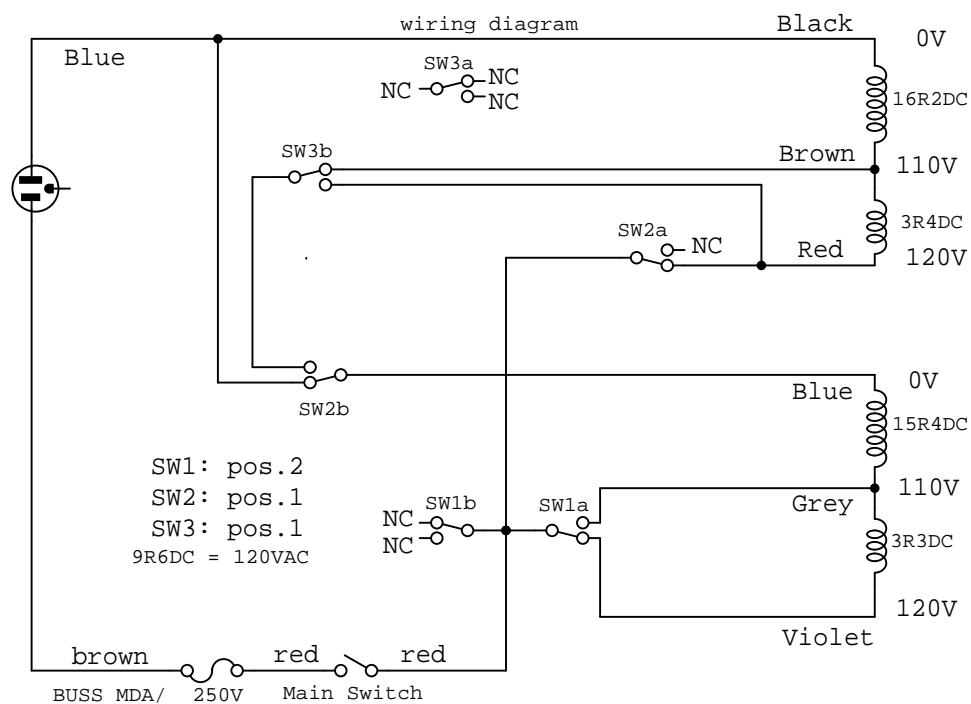 wiring diagram
Black
0V
Blue
SW3a
NC
NC
NC
16R2DC
SW3b
Brown
110V
3R4DC
SW2a
NC
Red
120V
0V
Blue
SW2b
15R4DC
SW1: pos.2
SW2: pos.1
SW3: pos.1
9R6DC = 120VAC
110V
Grey
SW1b
SW1a
NC
NC
3R3DC
120V
Violet
brown
red
red
BUSS MDA/ 250V
Main Switch